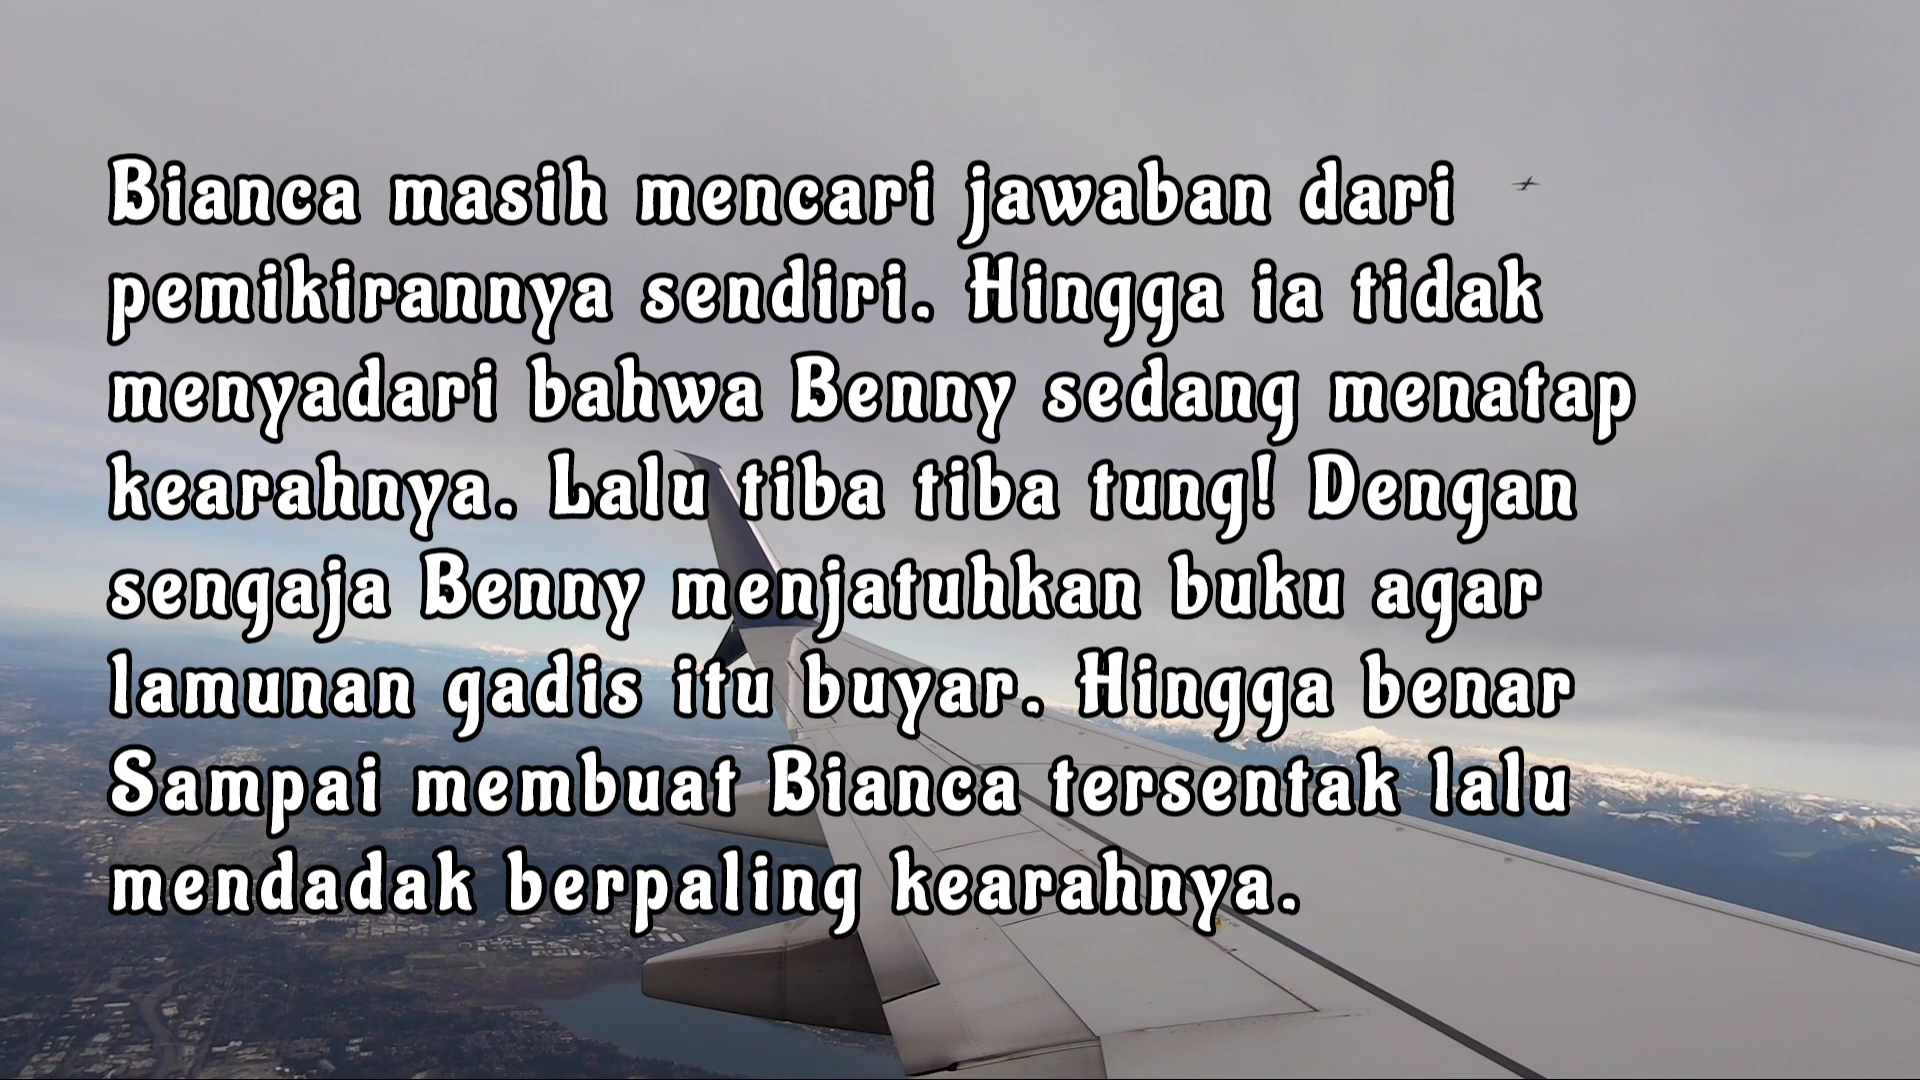 Bianca masih mencari jawaban dari
pemikirannya sendiri. Hingga ia tidak
menyadari bahwa Benny sedang menatap
kearahnya. Lalu tiba tiba tung! Dengan
sengaja Benny menjatuhkan buku agar
lamunan gadis itu buyar. Hingga benar
Sampai membuat Bianca tersentak lalu
mendadak berpaling kearahnya.